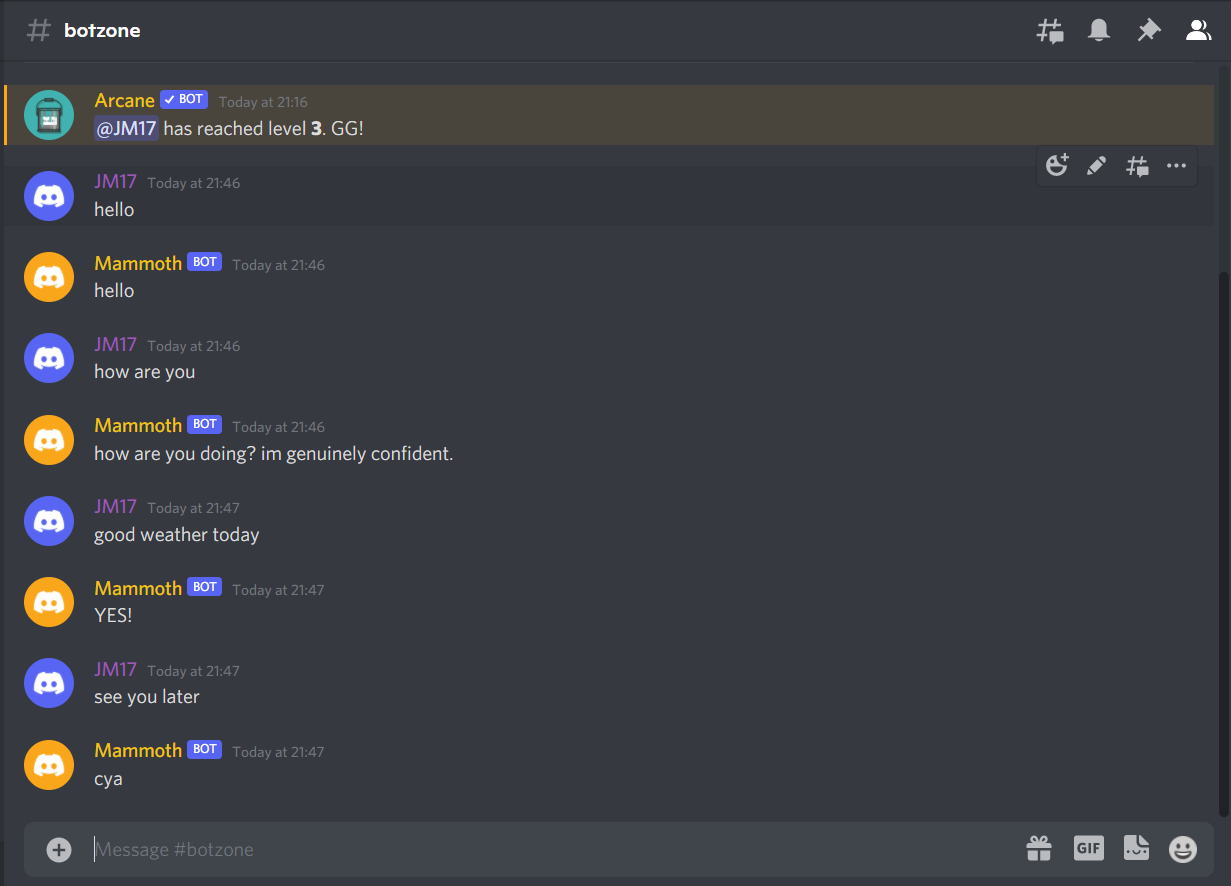 # botzone
Arcane ✓ BOT Today at 21:16
@JM17 has reached level 3. GG!
JM17 Today at 21:46
hello
Mammoth BOT Today at 21:46
hello
JM17 Today at 21:46
how are you
Mammoth BOT Today at 21:46
how are you doing? im genuinely confident.
JM17 Today at 21:47
good weather today
Mammoth BOT Today at 21:47
YES!
JM17 Today at 21:47
see you later
Mammoth BOT Today at 21:47
cya
Message #botzone GIF